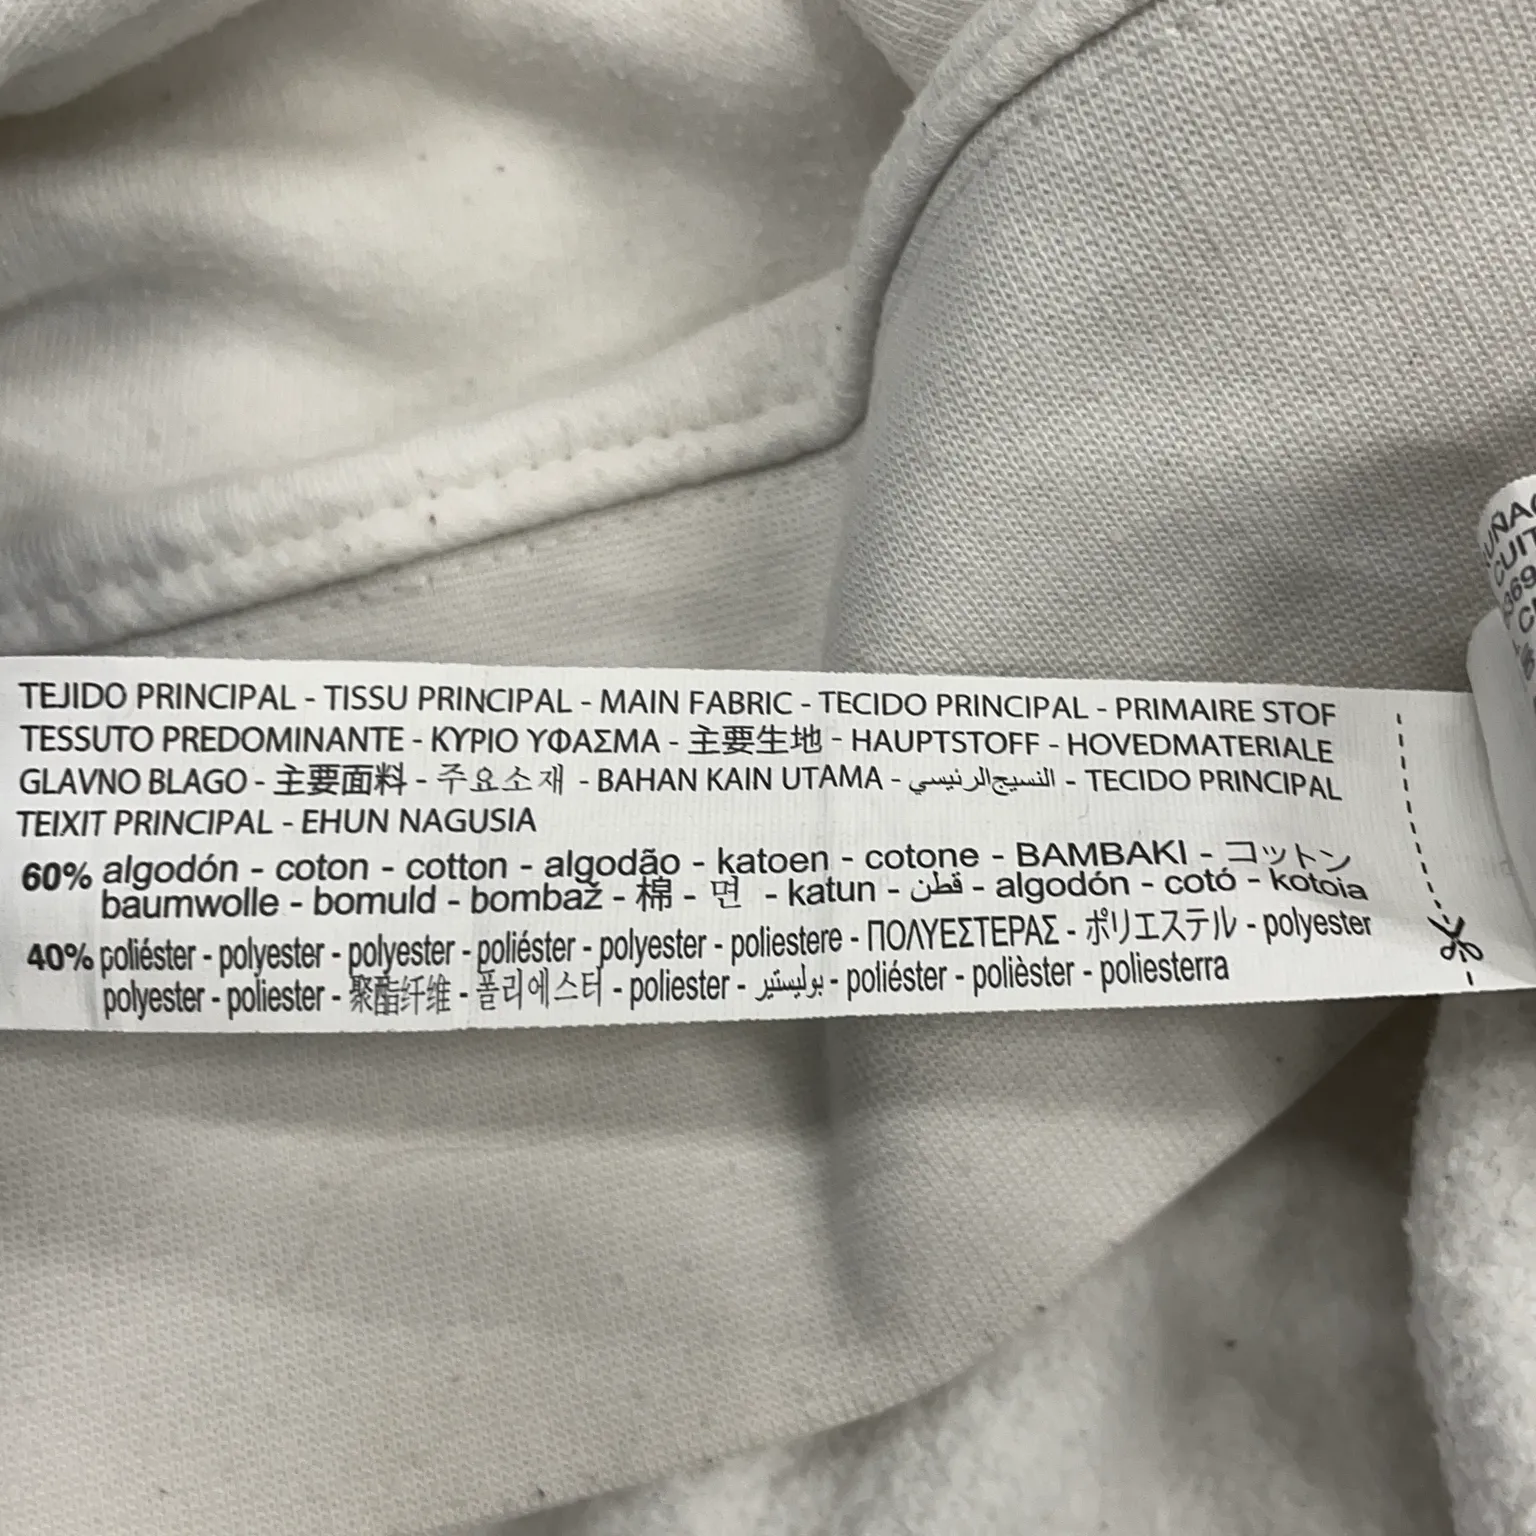 TEJIDO PRINCIPAL - TISSU PRINCIPAL - MAIN FABRIC - TECIDO PRINCIPAL - PRIMAIRE STOF
TESSUTO PREDOMINANTE - ΚΥΡΙΟ ΥΦΑΣΜΑ - 主要生地 - HAUPTSTOFF - HOVEDMATERIALE
GLAVNO BLAGO - 主要面料 - 주요소재 - BAHAN KAIN UTAMA - النسيج الرئيسي - TECIDO PRINCIPAL
TEIXIT PRINCIPAL - EHUN NAGUSIA
60% algodón - coton - cotton - algodão - katoen - cotone - BAMBAKI - コットン
baumwolle - bomuld - bombaž - 棉 - 면 - katun - قطن - algodón - cotó - kotoia
40% poliéster - polyester - polyester - poliéster - polyester - poliestere - ΠΟΛΥΕΣΤΕΡΑΣ - ポリエステル - polyester
polyester - poliester - 聚酯纤维 - 폴리에스터 - poliester - بوليستير - poliéster - polièster - poliesterra